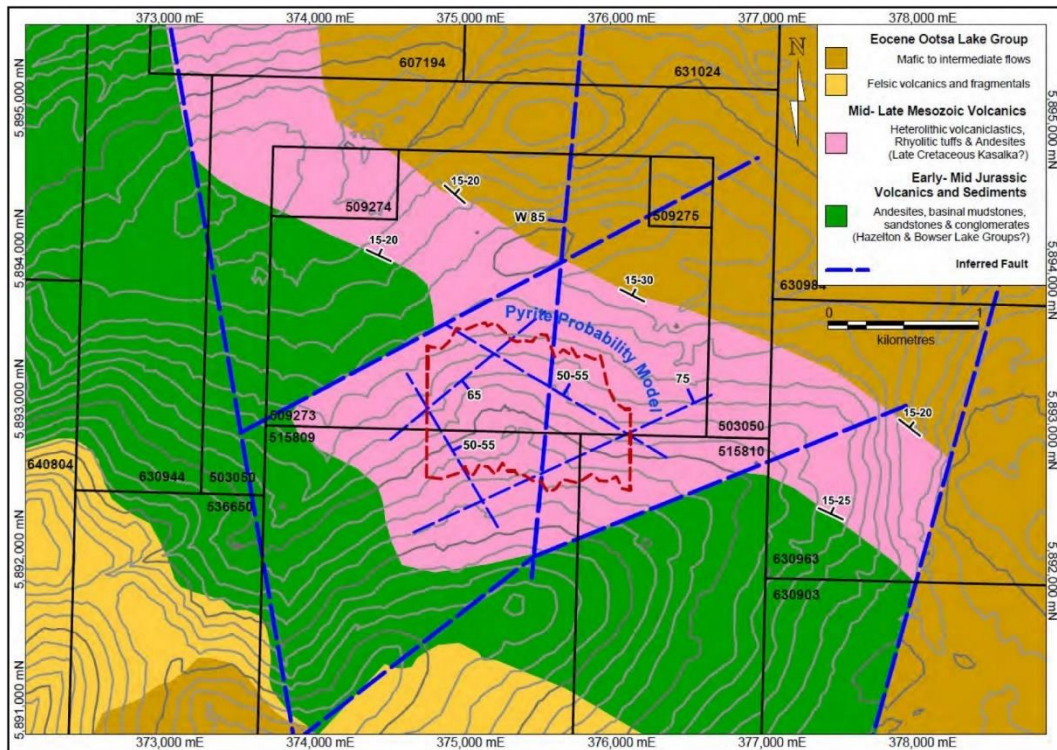 373,000 mE
374,000 mE
375,000 mE
376,000 mE
377,000 mE
378,000 mE
5,895,000 mN
5,894,000 mN
5,893,000 mN
5,892,000 mN
5,891,000 mN
N
Eocene Ootsa Lake Group
Mafic to intermediate flows
Felsic volcanics and fragmentals
Mid- Late Mesozoic Volcanics
Heterolithic volcaniclastics,
Rhyolitic tuffs & Andesites
(Late Cretaceous Kasalka?)
Early- Mid Jurassic
Volcanics and Sediments
Andesites, basinal mudstones,
sandstones & conglomerates
(Hazelton & Bowser Lake Groups?)
Inferred Fault
0
1
kilometres
607194
631024
509274
15-20
509275
W 85
15-20
15-30
630984
Pyrite Probability Model
50-55
75
65
509273
503050
15-20
515809
515810
50-55
640804
630944
503050
536650
15-25
630963
630903
5,895,000 mN
5,894,000 mN
5,893,000 mN
5,892,000 mN
5,891,000 mN
373,000 mE
374,000 mE
375,000 mE
376,000 mE
377,000 mE
378,000 mE